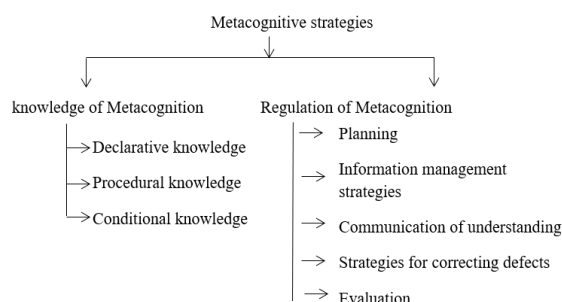 Metacognitive strategies
knowledge of Metacognition
Declarative knowledge
Procedural knowledge
Conditional knowledge
Regulation of Metacognition
Planning
Information management
strategies
Communication of understanding
Strategies for correcting defects
Evaluation